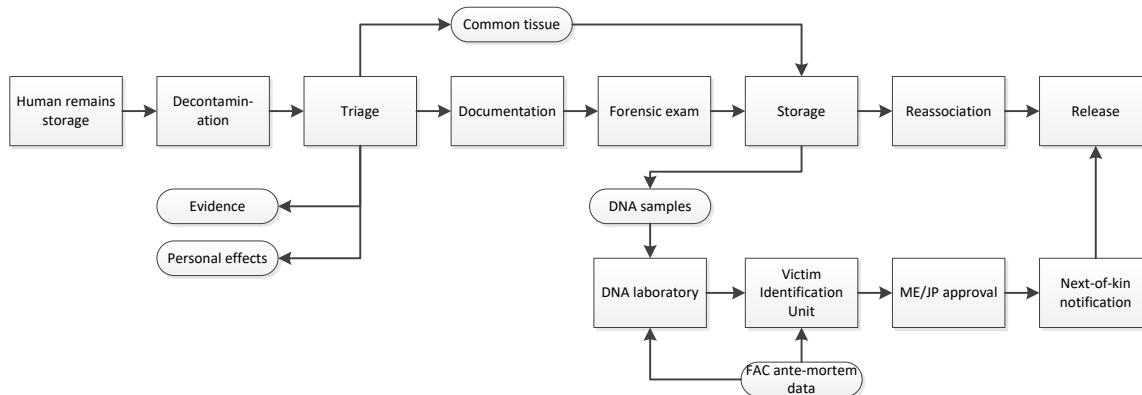 Common tissue
Human remains
storage
Decontamin-
ation
Triage
Documentation
Forensic exam
Storage
Reassociation
Release
Evidence
DNA samples
Personal effects
DNA laboratory
Victim
Identification
Unit
ME/JP approval
Next-of-kin
notification
FAC ante-mortem
data